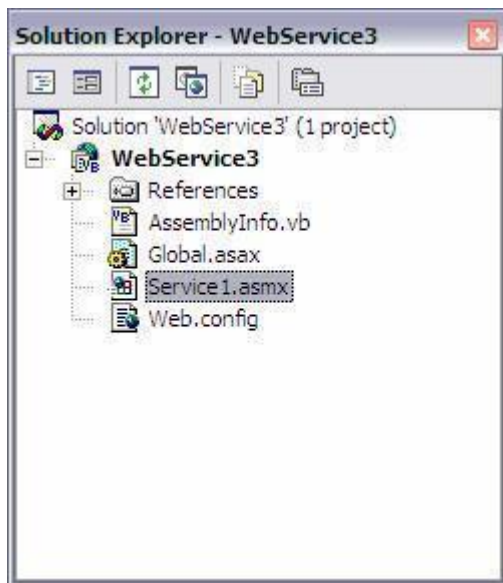 Solution Explorer - WebService3
Solution 'WebService3' (1 project)
WebService3
References
AssemblyInfo.vb
Global.asax
Service1.asmx
Web.config